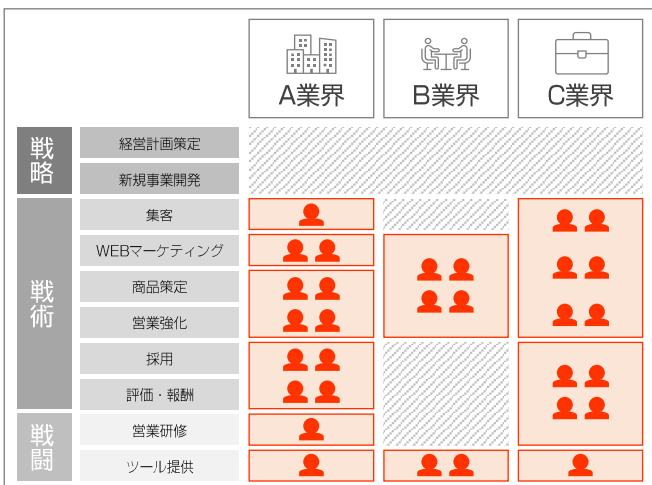 A業界
B業界
C業界
戦略
経営計画策定
新規事業開発
戦術
集客
WEBマーケティング
商品策定
営業強化
採用
評価・報酬
戦闘
営業研修
ツール提供